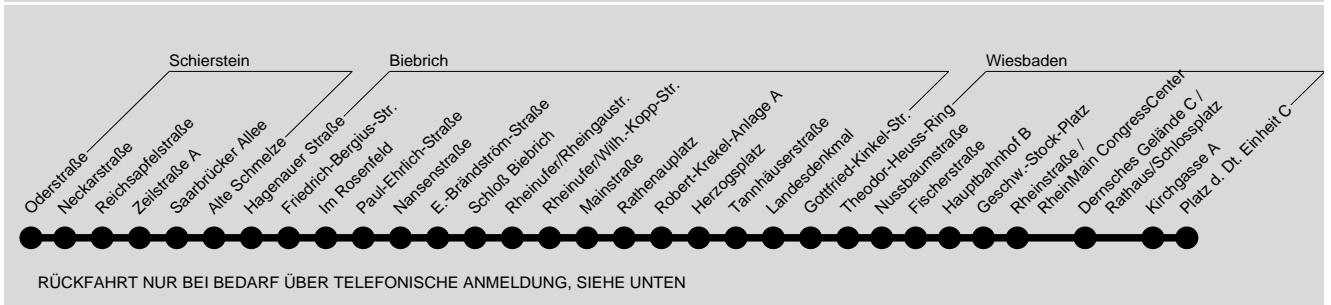 Schierstein
Biebrich
Wiesbaden
Oderstraße
Neckarstraße
Reichsapfelstraße
Zeilstraße A
Saarbrücker Allee
Alte Schmelze
Hagenauer Straße
Friedrich-Bergius-Str.
Im Rosenfeld
Paul-Ehrlich-Straße
Nansenstraße
E.-Brändström-Straße
Schloß Biebrich
Rheinufer/Rheingaustr.
Rheinufer/Wilh.-Kopp-Str.
Mainstraße
Rathenauplatz
Robert-Krekel-Anlage A
Herzogsplatz
Tannhäuserstraße
Landesdenkmal
Gottfried-Kinkel-Str.
Theodor-Heuss-Ring
Nussbaumstraße
Fischerstraße
Hauptbahnhof B
Geschw.-Stock-Platz
Rheinstraße /
RheinMain CongressCenter
Dernsches Gelände C /
Rathaus/Schlossplatz
Kirchgasse A
Platz d. Dt. Einheit C
RÜCKFAHRT NUR BEI BEDARF ÜBER TELEFONISCHE ANMELDUNG, SIEHE UNTEN